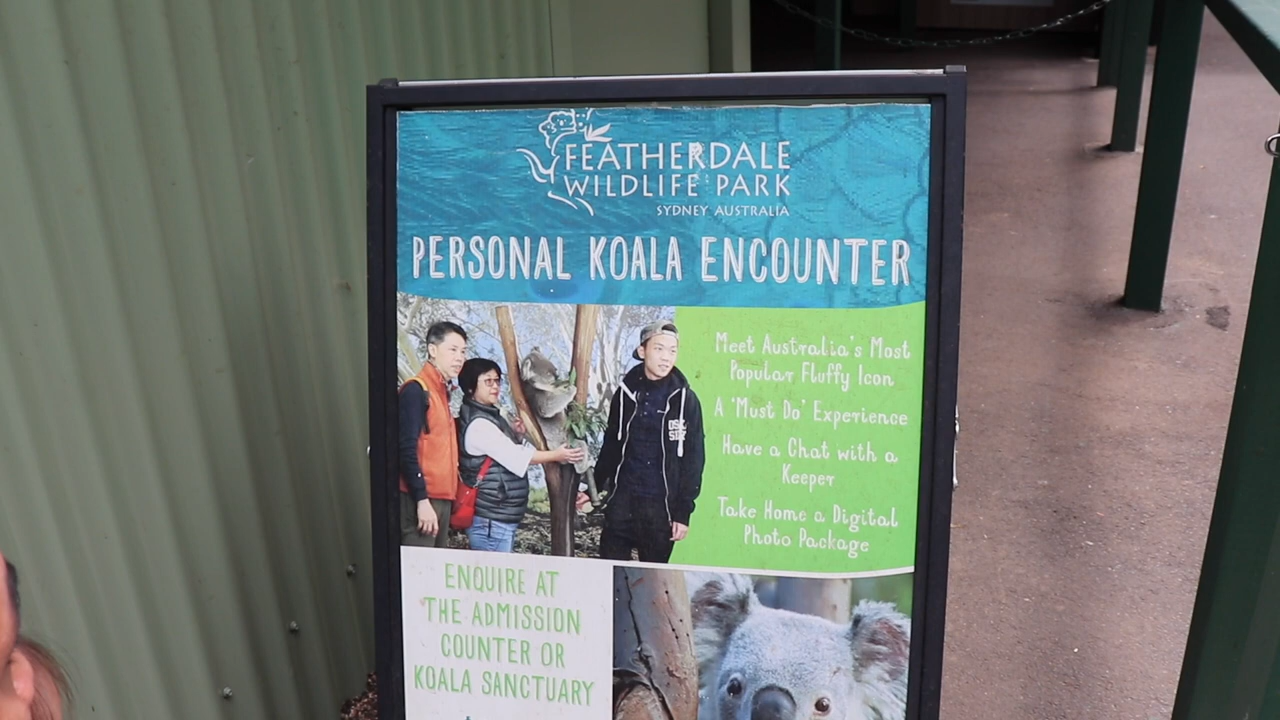 FEATHERDALE
WILDLIFE PARK
SYDNEY AUSTRALIA
PERSONAL KOALA ENCOUNTER
Meet Australia's Most
Popular Fluffy Icon
A 'Must Do' Experience
Have a Chat with a
Keeper
Take Home a Digital
Photo Package
ENQUIRE AT
THE ADMISSION
COUNTER OR
KOALA SANCTUARY